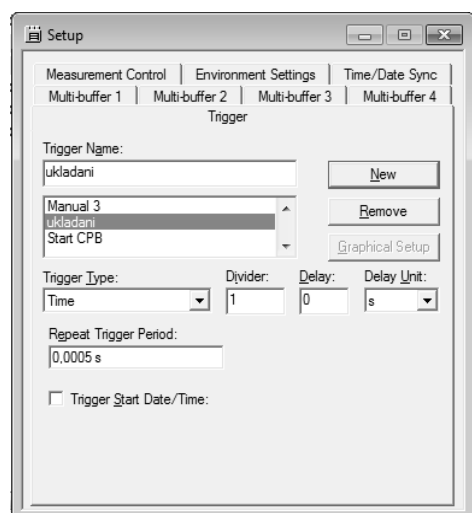 Setup
Measurement Control Environment Settings Time/Date Sync
Multi-buffer 1 Multi-buffer 2 Multi-buffer 3 Multi-buffer 4
Trigger
Trigger Name:
ukladani
New
Manual 3
ukladani
Start CPB
Remove
Graphical Setup
Trigger Type: Divider: Delay: Delay Unit:
Time 1 0 s
Repeat Trigger Period:
0,0005 s
Trigger Start Date/Time: